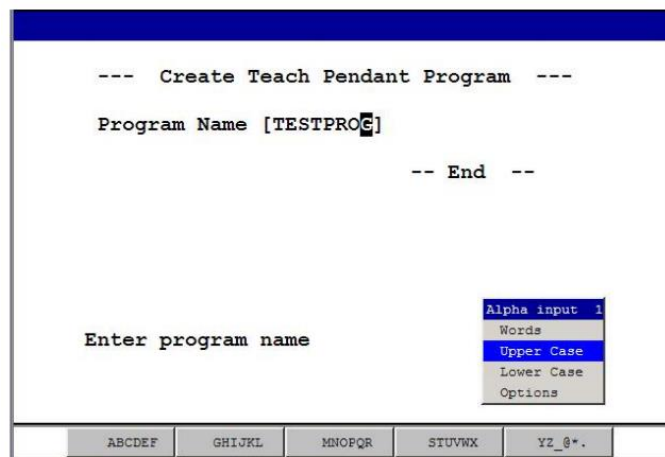 --- Create Teach Pendant Program ---
Program Name [TESTPROG]
-- End --
Enter program name
Alpha input 1
Words
Upper Case
Lower Case
Options
ABCDEF GHIJKL MNOPQR STUVWX YZ_@*.